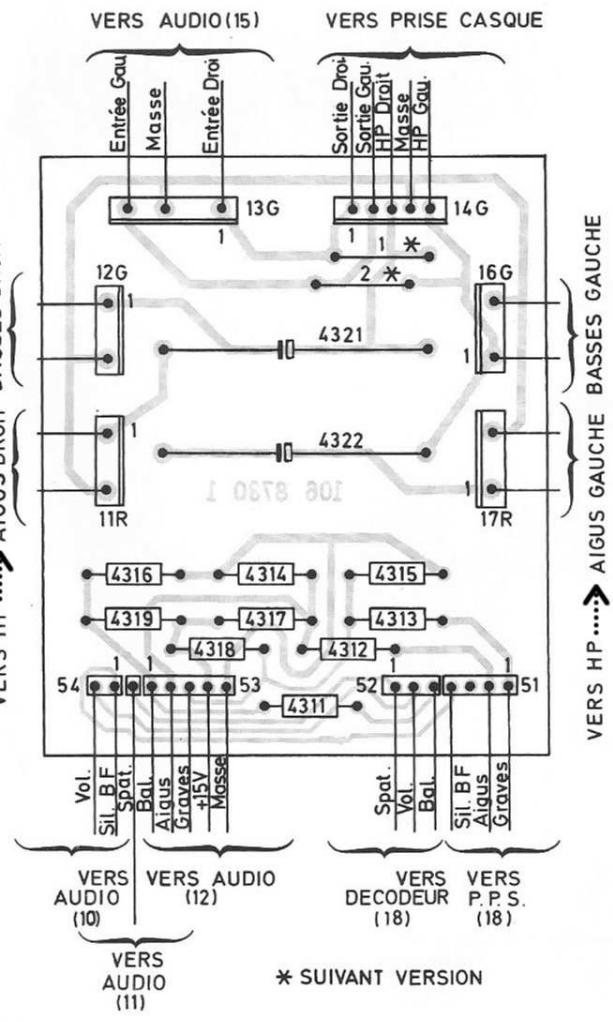 VERS AUDIO(15)
VERS PRISE CASQUE
Entrée Gau
Masse
Entrée Droi
Sortie Droi
Sortie Gau.
HP Droit
Masse
HP Gau.
13G
1
14G
1
1 *
2 *
12G
1
16G
1
4321
4322
106 8730 1
11R
1
17R
1
BASSES GAUCHE
AIGUS GAUCHE
VERS HP
AIGUS DROIT
VERS
4316
4314
4315
4319
4317
4313
4318
4312
4311
54
1
1
53
52
1
1
51
Vol.
Sil. BF
Spat.
Bal.
Aigus
Graves
+15V
Masse
Spat.
Vol.
Bal.
Sil. BF
Aigus
Graves
VERS
AUDIO
(10)
VERS AUDIO
(12)
VERS
DECODEUR
(18)
VERS
P.P.S.
(18)
VERS
AUDIO
(11)
* SUIVANT VERSION